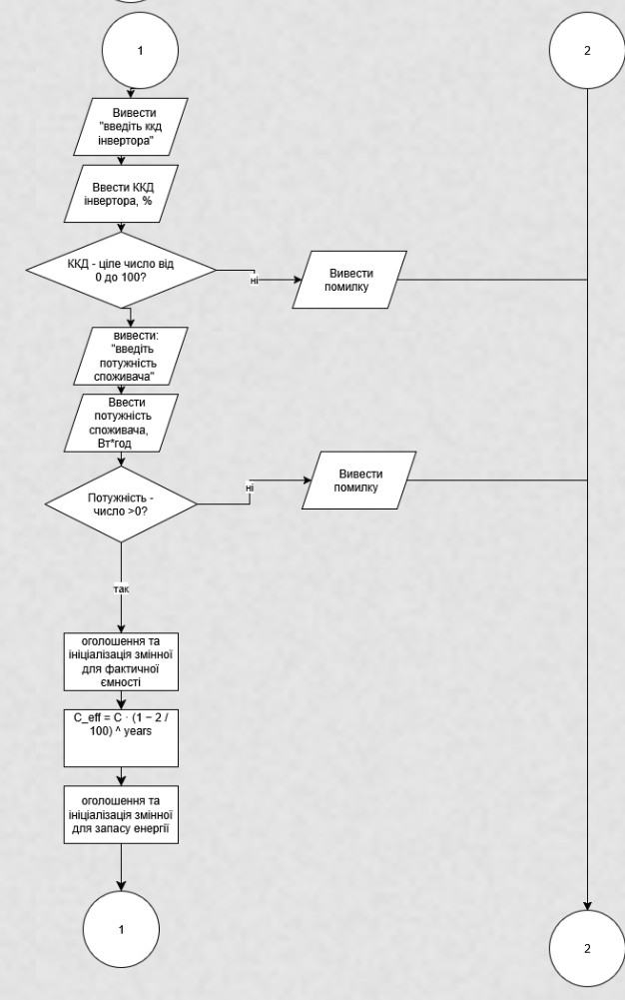 1
2
Вивести
"введіть ккд
інвертора"
Ввести ККД
інвертора, %
ККД - ціле число від
0 до 100?
ні
Вивести
помилку
вивести:
"введіть
потужність
споживача"
Ввести
потужність
споживача,
Вт*год
Потужність -
число >0?
ні
Вивести
помилку
так
оголошення та
ініціалізація змінної
для фактичної
ємності
C_eff = C · (1 − 2 /
100) ^ years
оголошення та
ініціалізація змінної
для запасу енергії
1
2